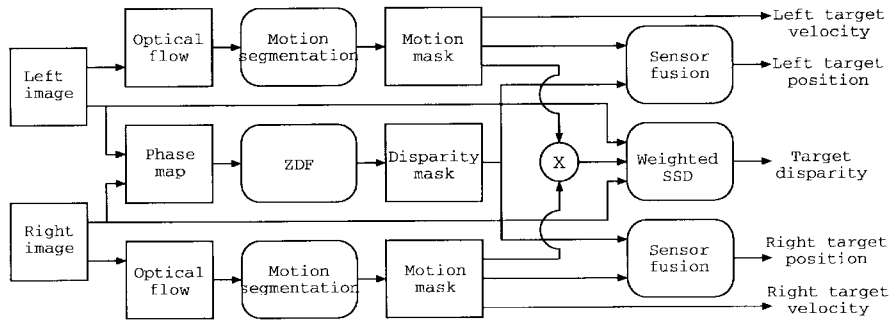 Left target
velocity
Optical
flow
Motion
segmentation
Motion
mask
Sensor
fusion
Left target
position
Left
image
Phase
map
ZDF
Disparity
mask
X
Weighted
SSD
Target
disparity
Right
image
Optical
flow
Motion
segmentation
Motion
mask
Sensor
fusion
Right target
position
Right target
velocity